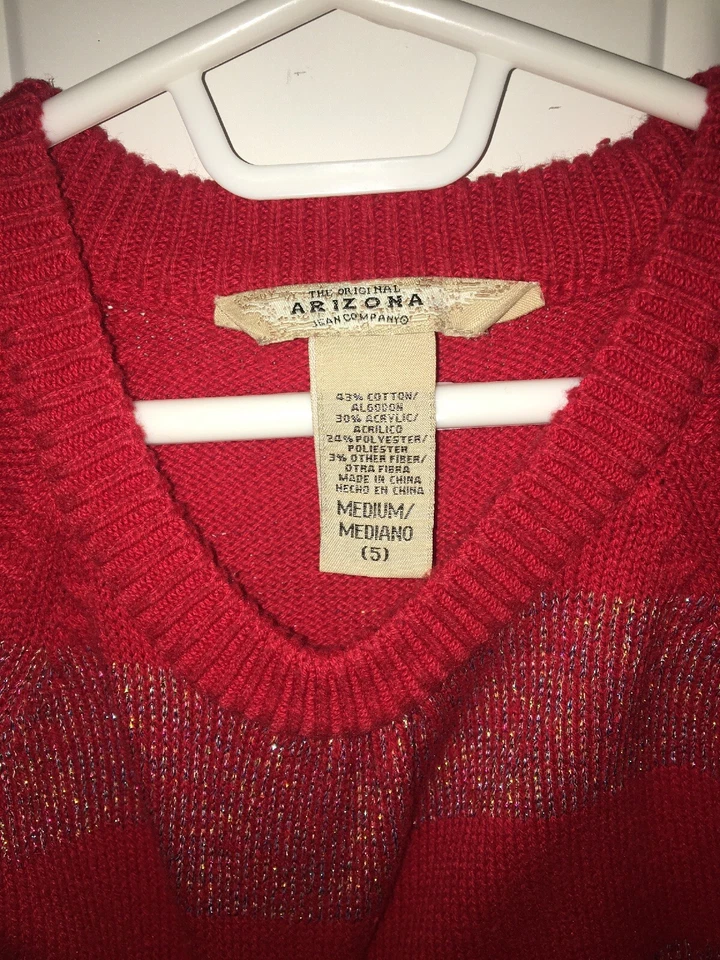 THE ORIGINAL
ARIZONA
JEAN COMPANY
43% COTTON/
ALGODON
30% ACRYLIC/
ACRILICO
24% POLYESTER/
POLIESTER
3% OTHER FIBER/
OTRA FIBRA
MADE IN CHINA
HECHO EN CHINA
MEDIUM/
MEDIANO
(5)